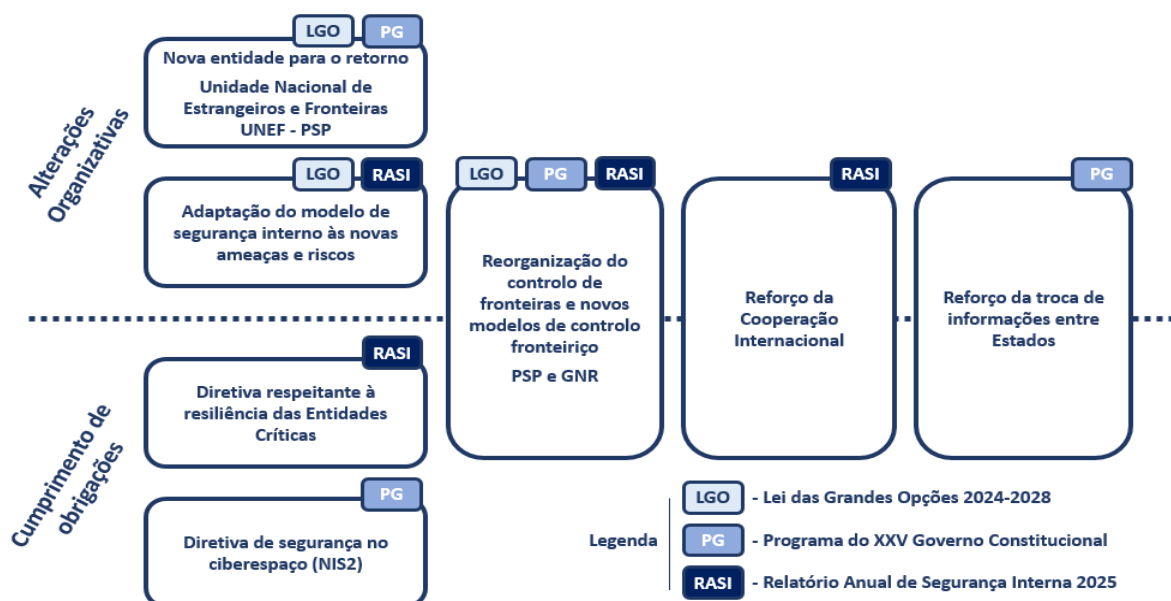 Alterações
Organizativas
LGO
PG
Nova entidade para o retorno
Unidade Nacional de
Estrangeiros e Fronteiras
UNEF - PSP
LGO
RASI
Adaptação do modelo de
segurança interno às novas
ameaças e riscos
Cumprimento de
obrigações
RASI
Diretiva respeitante à
resiliência das Entidades
Críticas
PG
Diretiva de segurança no
ciberespaço (NIS2)
LGO
PG
RASI
Reorganização do
controlo de
fronteiras e novos
modelos de controlo
fronteiriço
PSP e GNR
RASI
Reforço da
Cooperação
Internacional
PG
Reforço da troca de
informações entre
Estados
Legenda
LGO - Lei das Grandes Opções 2024-2028
PG - Programa do XXV Governo Constitucional
RASI - Relatório Anual de Segurança Interna 2025